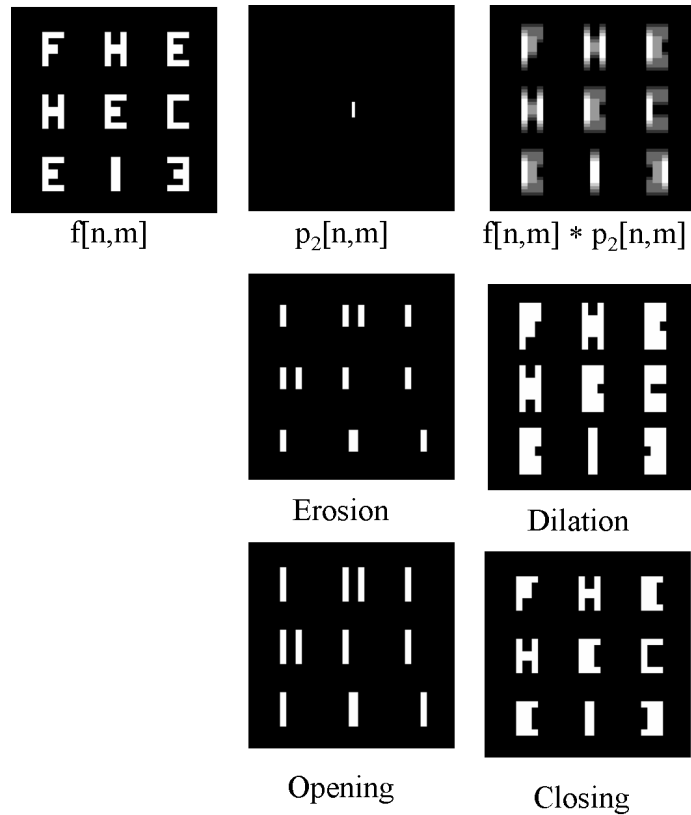 F H E
H E C
E I Ǝ
f[n,m]
p₂[n,m]
f[n,m] * p₂[n,m]
Erosion
Dilation
Opening
Closing